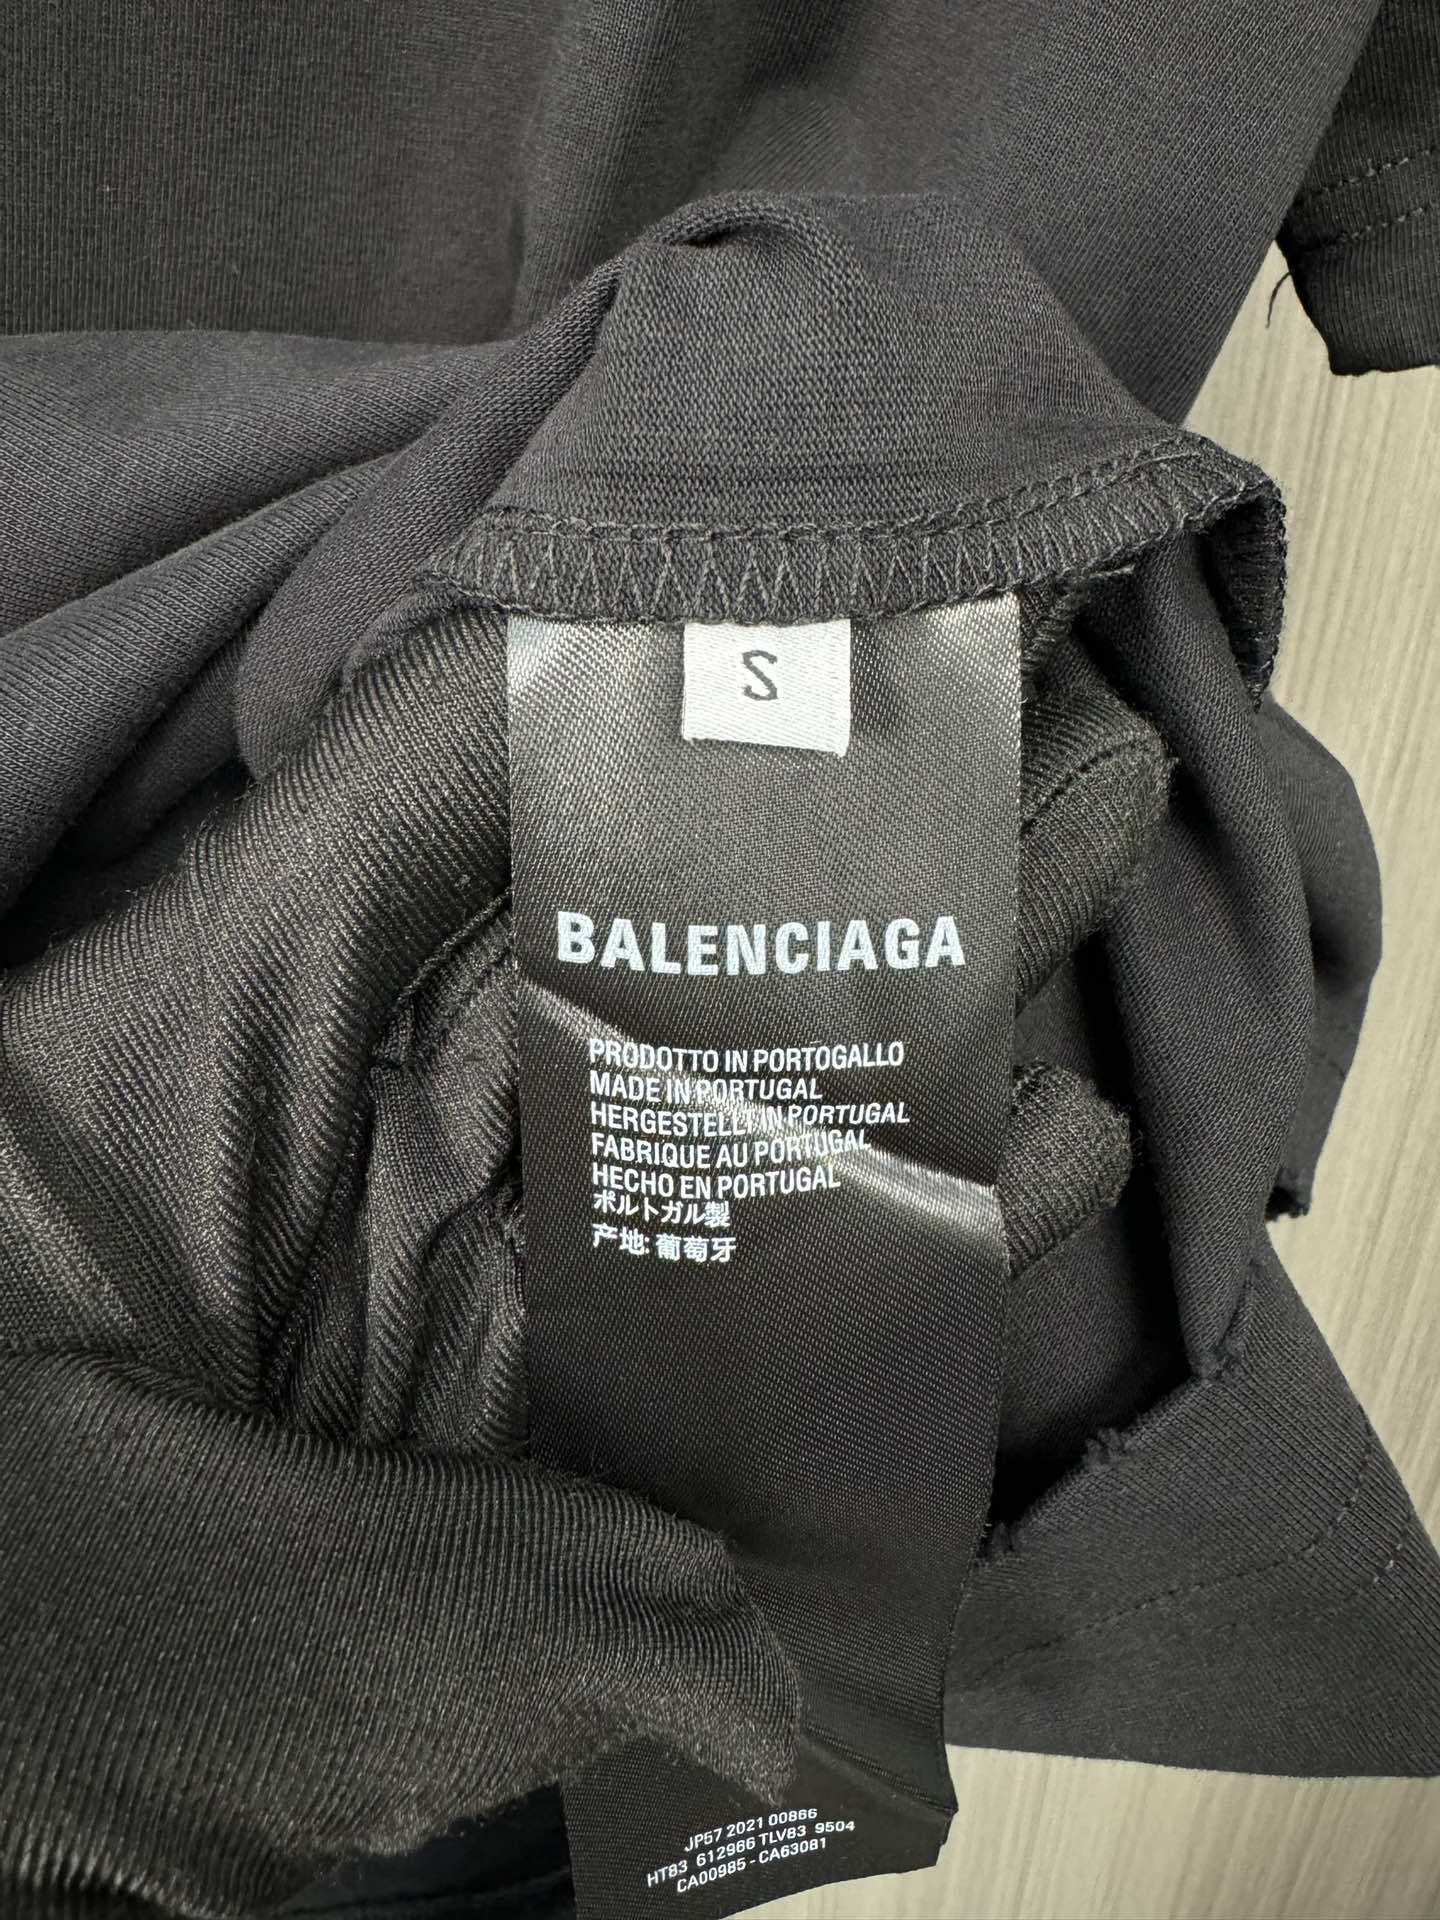 S
BALENCIAGA
PRODOTTO IN PORTOGALLO
MADE IN PORTUGAL
HERGESTELLT IN PORTUGAL
FABRIQUE AU PORTUGAL
HECHO EN PORTUGAL
ポルトガル製
产地: 葡萄牙
JP57 2021 00866
HT83 612966 TLV83 9504
CA00985 - CA63081